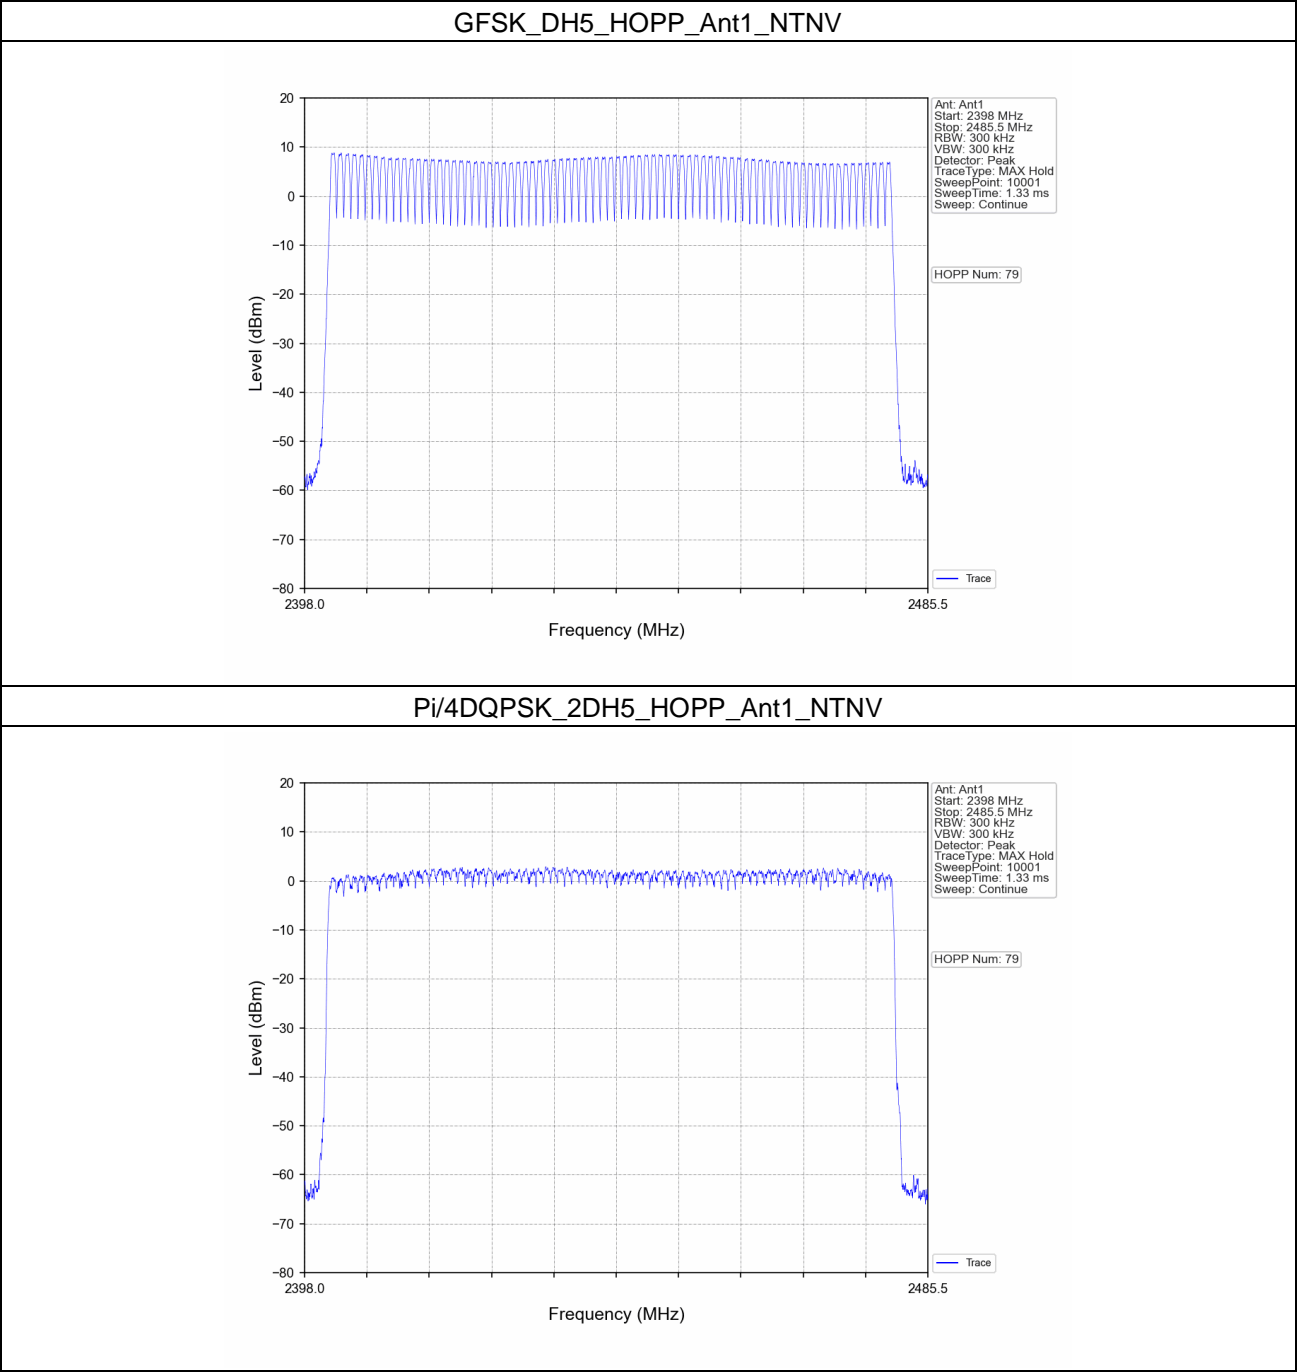 GFSK_DH5_HOPP_Ant1_NTNV
20
10
0
−10
−20
−30
−40
−50
−60
−70
−80
Level (dBm)
2398.0
2485.5
Frequency (MHz)
Ant: Ant1
Start: 2398 MHz
Stop: 2485.5 MHz
RBW: 300 kHz
VBW: 300 kHz
Detector: Peak
TraceType: MAX Hold
SweepPoint: 10001
SweepTime: 1.33 ms
Sweep: Continue
HOPP Num: 79
Trace
Pi/4DQPSK_2DH5_HOPP_Ant1_NTNV
20
10
0
−10
−20
−30
−40
−50
−60
−70
−80
Level (dBm)
2398.0
2485.5
Frequency (MHz)
Ant: Ant1
Start: 2398 MHz
Stop: 2485.5 MHz
RBW: 300 kHz
VBW: 300 kHz
Detector: Peak
TraceType: MAX Hold
SweepPoint: 10001
SweepTime: 1.33 ms
Sweep: Continue
HOPP Num: 79
Trace